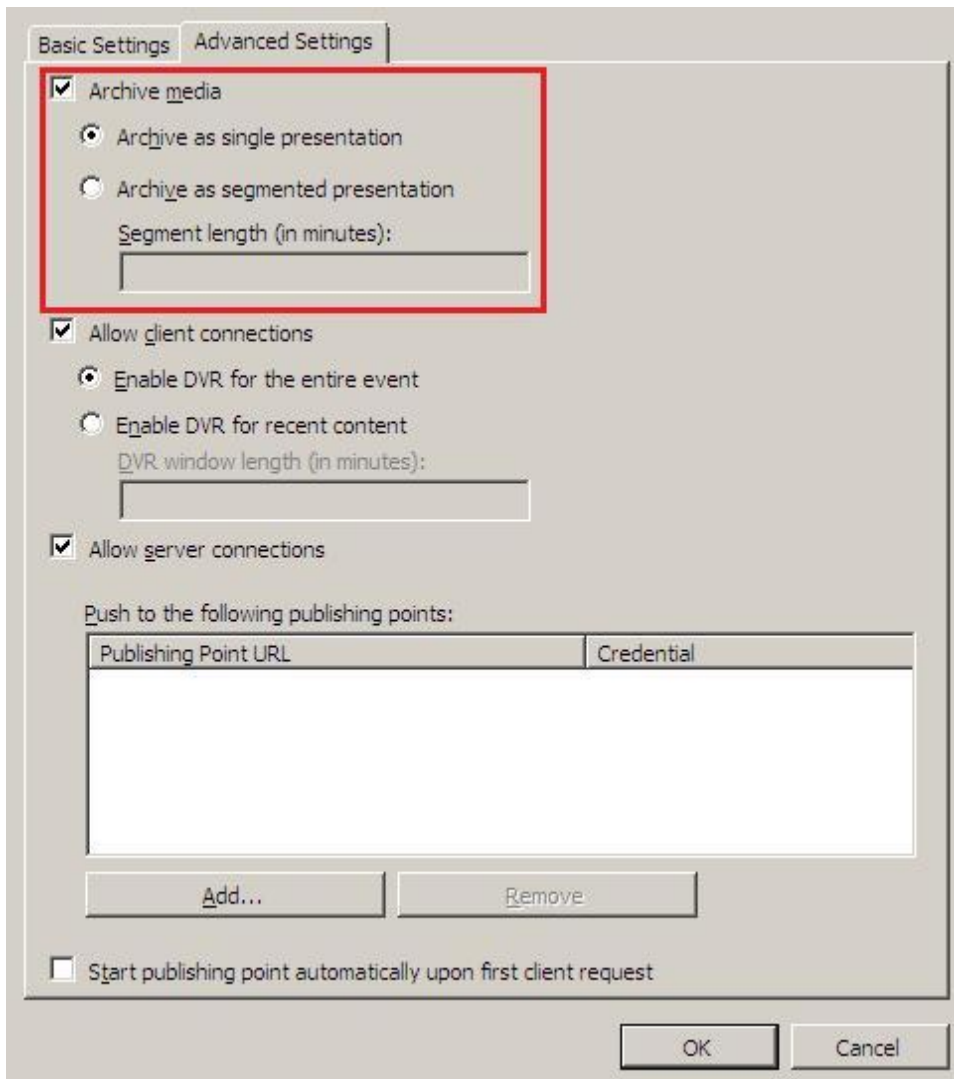 Basic Settings
Advanced Settings
Archive media
Archive as single presentation
Archive as segmented presentation
Segment length (in minutes):
Allow client connections
Enable DVR for the entire event
Enable DVR for recent content
DVR window length (in minutes):
Allow server connections
Push to the following publishing points:
Publishing Point URL
Credential
Add...
Remove
Start publishing point automatically upon first client request
OK
Cancel